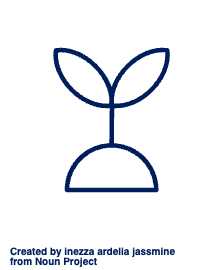 Created by inezza ardelia jassmine
from Noun Project